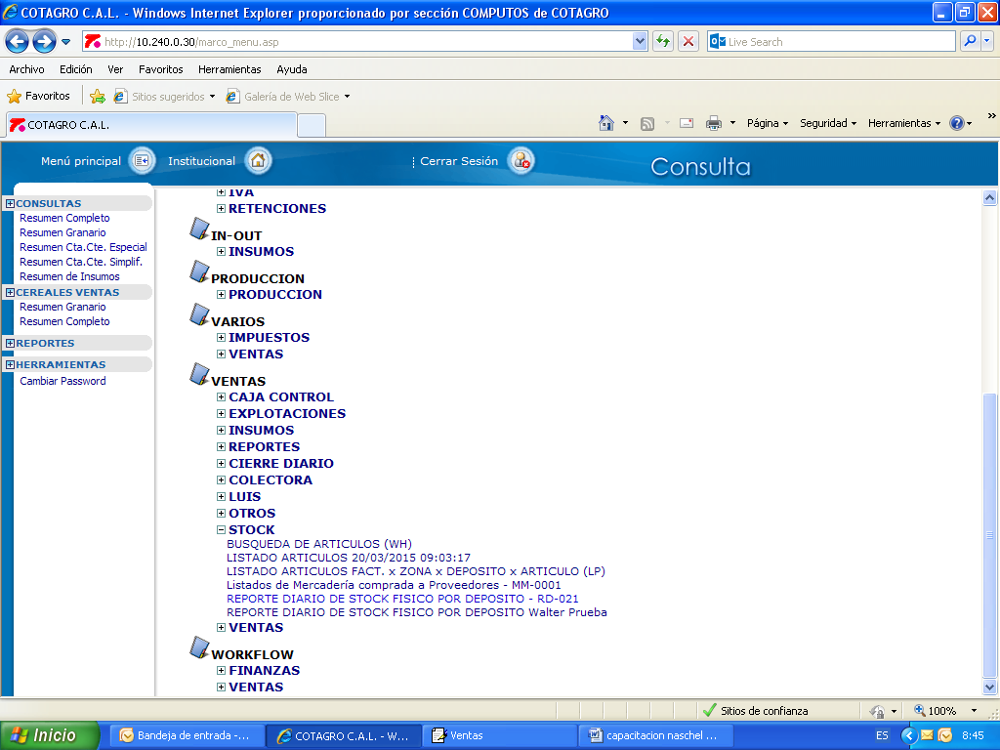 COTAGRO C.A.L. - Windows Internet Explorer proporcionado por sección COMPUTOS de COTAGRO
http://10.240.0.30/marco_menu.asp
Live Search
Archivo Edición Ver Favoritos Herramientas Ayuda
Favoritos Sitios sugeridos Galería de Web Slice
COTAGRO C.A.L.
Página Seguridad Herramientas
Menú principal Institucional Cerrar Sesión Consulta
CONSULTAS
Resumen Completo
Resumen Granario
Resumen Cta.Cte. Especial
Resumen Cta.Cte. Simplif.
Resumen de Insumos
CEREALES VENTAS
Resumen Granario
Resumen Completo
REPORTES
HERRAMIENTAS
Cambiar Password
IVA
RETENCIONES
IN-OUT
INSUMOS
PRODUCCION
PRODUCCION
VARIOS
IMPUESTOS
VENTAS
VENTAS
CAJA CONTROL
EXPLOTACIONES
INSUMOS
REPORTES
CIERRE DIARIO
COLECTORA
LUIS
OTROS
STOCK
BUSQUEDA DE ARTICULOS (WH)
LISTADO ARTICULOS 20/03/2015 09:03:17
LISTADO ARTICULOS FACT. x ZONA x DEPOSITO x ARTICULO (LP)
Listados de Mercadería comprada a Proveedores - MM-0001
REPORTE DIARIO DE STOCK FISICO POR DEPOSITO - RD-021
REPORTE DIARIO DE STOCK FISICO POR DEPOSITO Walter Prueba
VENTAS
WORKFLOW
FINANZAS
VENTAS
Sitios de confianza 100%
Inicio Bandeja de entrada -... COTAGRO C.A.L. - W... Ventas capacitacion naschel ... ES 8:45